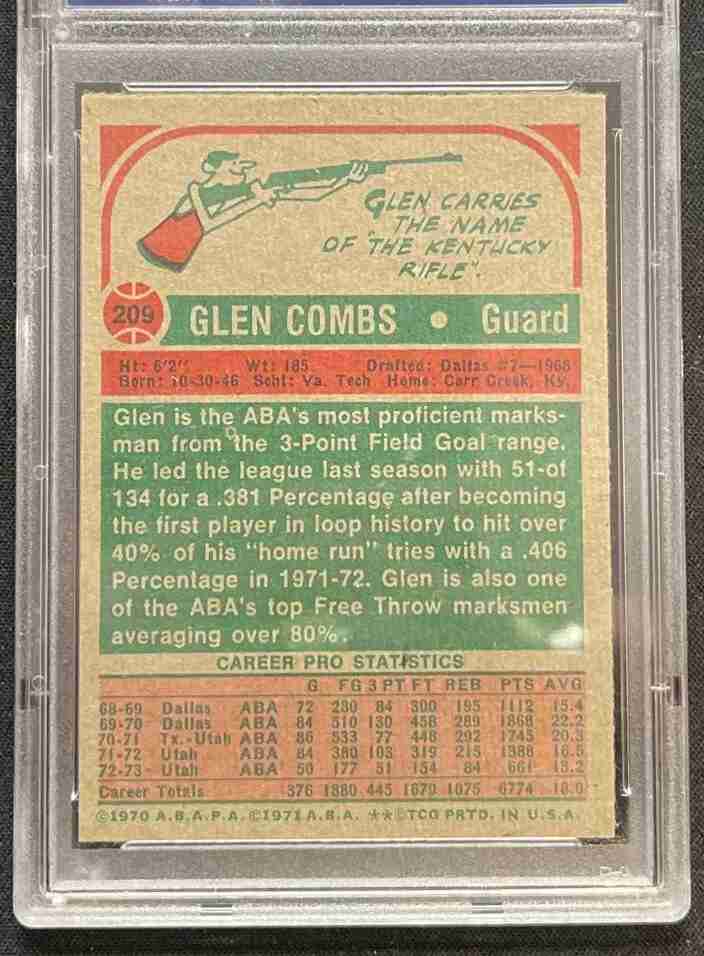 GLEN CARRIES
THE NAME
OF "THE KENTUCKY
RIFLE".
209 GLEN COMBS • Guard
Ht: 6'2" Wt: 185 Drafted: Dallas #7—1968
Born: 10-30-46 Schl: Va. Tech Home: Carr Creek, Ky.
Glen is the ABA's most proficient marks-
man from the 3-Point Field Goal range.
He led the league last season with 51-of
134 for a .381 Percentage after becoming
the first player in loop history to hit over
40% of his "home run" tries with a .406
Percentage in 1971-72. Glen is also one
of the ABA's top Free Throw marksmen
averaging over 80%.
CAREER PRO STATISTICS
G FG 3 PT FT REB PTS AVG
68-69 Dallas ABA 72 280 84 300 195 1112 15.4
69-70 Dallas ABA 84 510 130 458 289 1868 22.2
70-71 Tx.-Utah ABA 86 533 77 448 292 1745 20.3
71-72 Utah ABA 84 380 103 319 215 1388 16.5
72-73 Utah ABA 50 177 51 154 84 661 13.2
Career Totals 376 1880 445 1679 1075 6774 18.0
©1970 A.B.A.P.A. ©1971 A.B.A. **©TCG PRTD. IN U.S.A.